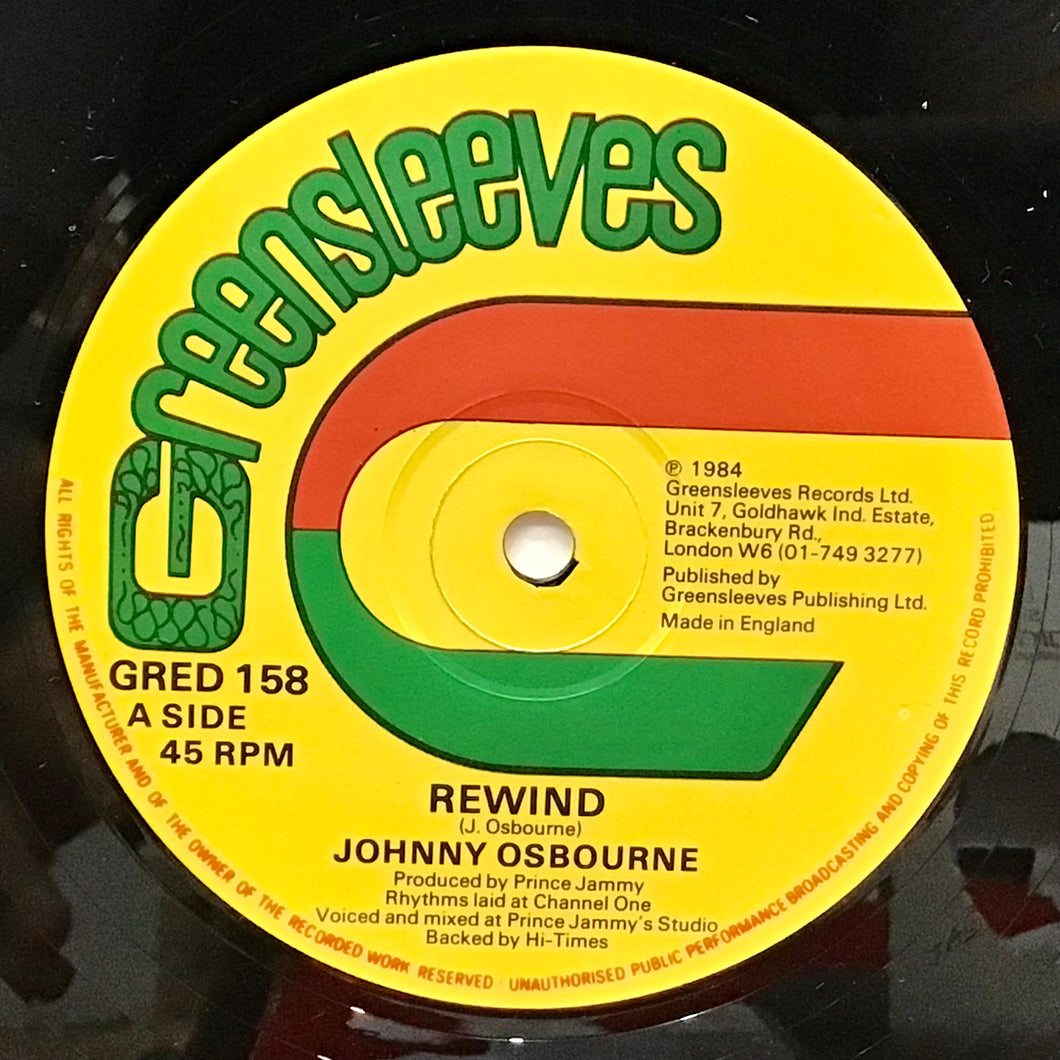 Greensleeves
℗ 1984
Greensleeves Records Ltd.
Unit 7, Goldhawk Ind. Estate,
Brackenbury Rd.,
London W6 (01-749 3277)
Published by
Greensleeves Publishing Ltd.
Made in England
GRED 158
A SIDE
45 RPM
REWIND
(J. Osbourne)
JOHNNY OSBOURNE
Produced by Prince Jammy
Rhythms laid at Channel One
Voiced and mixed at Prince Jammy's Studio
Backed by Hi-Times
ALL RIGHTS OF THE MANUFACTURER AND OF THE OWNER OF THE RECORDED WORK RESERVED · UNAUTHORISED PUBLIC PERFORMANCE BROADCASTING AND COPYING OF THIS RECORD PROHIBITED.